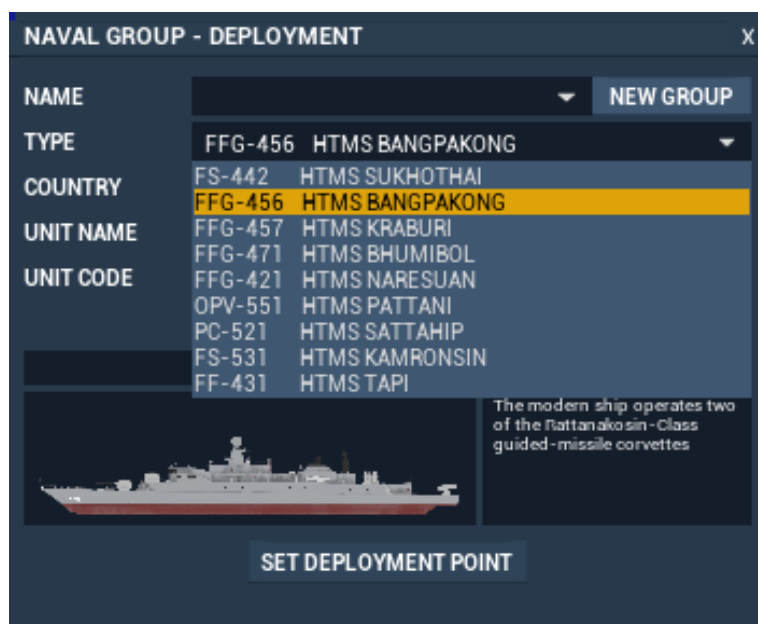 NAVAL GROUP - DEPLOYMENT X
NAME NEW GROUP
TYPE FFG-456 HTMS BANGPAKONG
FS-442 HTMS SUKHOTHAI
COUNTRY
FFG-456 HTMS BANGPAKONG
FFG-457 HTMS KRABURI
UNIT NAME
FFG-471 HTMS BHUMIBOL
FFG-421 HTMS NARESUAN
UNIT CODE
OPV-551 HTMS PATTANI
PC-521 HTMS SATTAHIP
FS-531 HTMS KAMRONSIN
FF-431 HTMS TAPI
The modern ship operates two
of the Rattanakosin-Class
guided-missile corvettes
SET DEPLOYMENT POINT